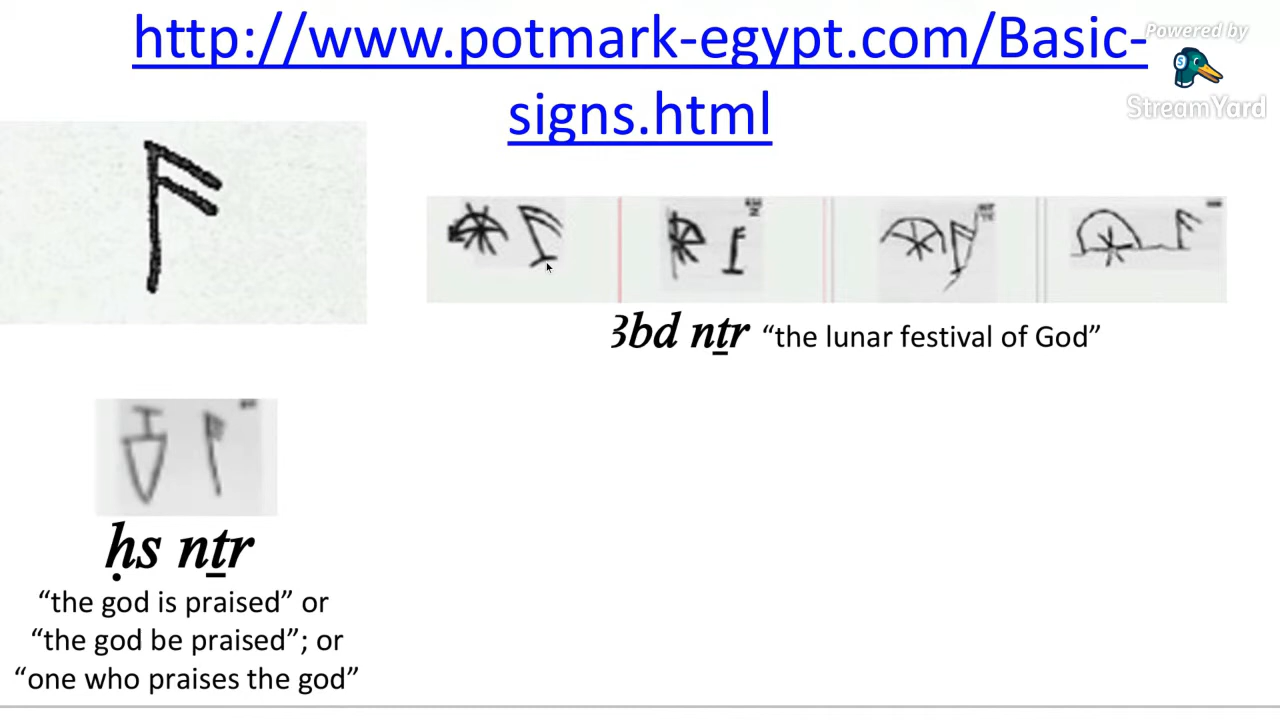 http://www.potmark-egypt.com/Basic-
signs.html
Powered by
StreamYard
ꜣbd nṯr “the lunar festival of God”
ḥs nṯr
“the god is praised” or
“the god be praised”; or
“one who praises the god”